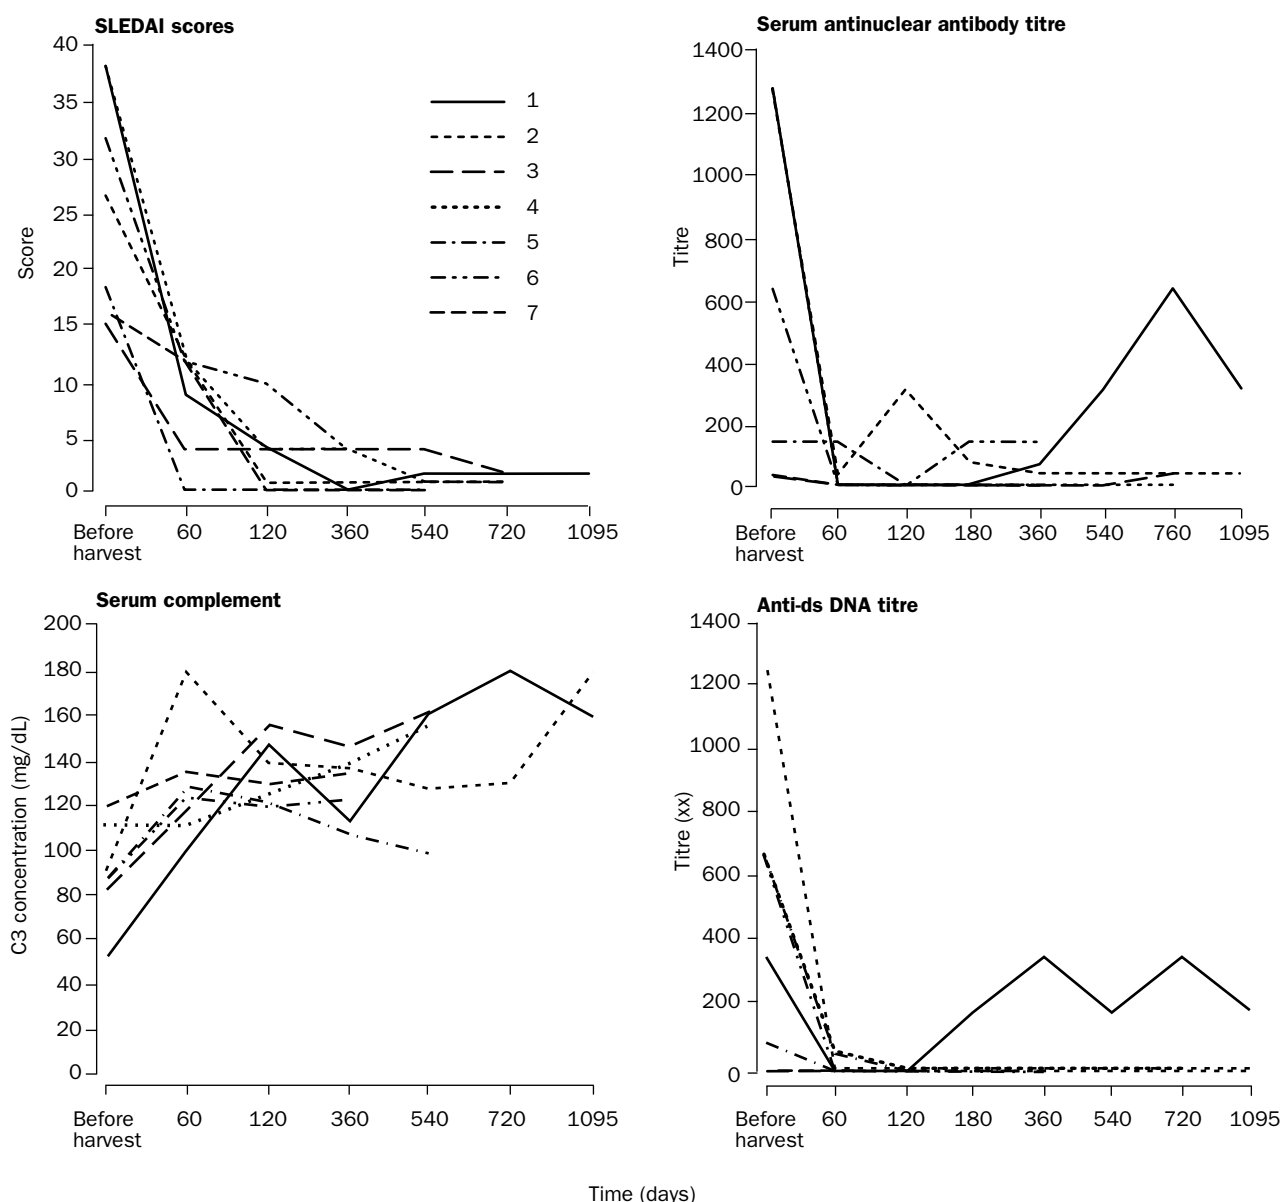 SLEDAI scores
40
35
30
25
20
15
10
5
0
Score
1
2
3
4
5
6
7
Before harvest
60 120 360 540 720 1095
Serum antinuclear antibody titre
1400
1200
1000
800
600
400
200
0
Titre
Before harvest
60 120 180 360 540 760 1095
Serum complement
200
180
160
140
120
100
80
60
40
20
0
C3 concentration (mg/dL)
Before harvest
60 120 360 540 720 1095
Anti-ds DNA titre
1400
1200
1000
800
600
400
200
0
Titre (xx)
Before harvest
60 120 180 360 540 720 1095
Time (days)